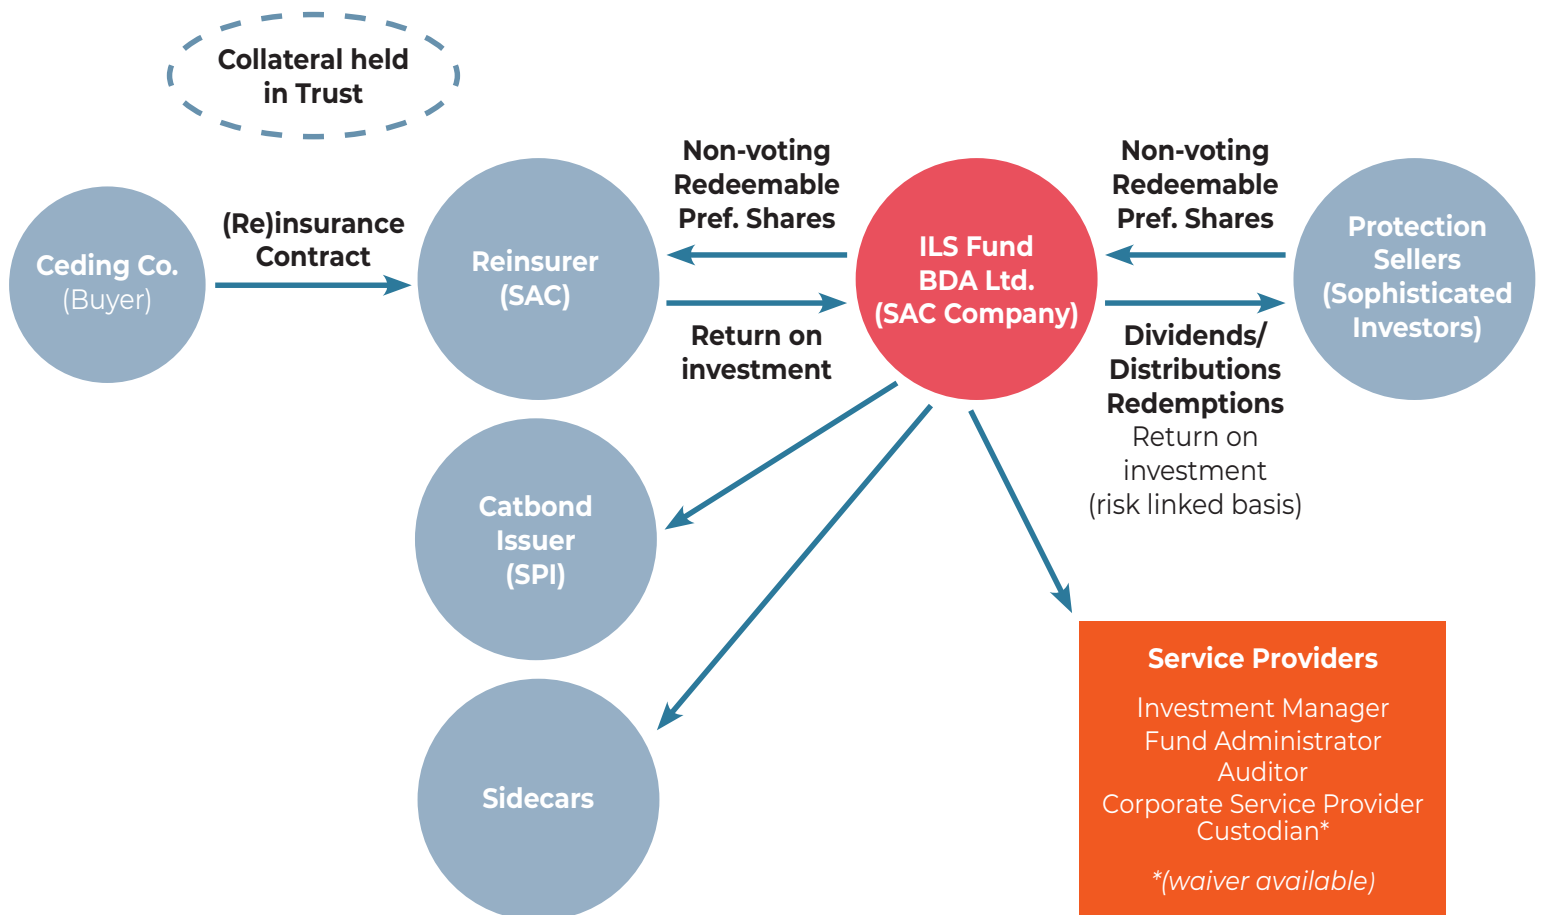 Collateral held
in Trust
Ceding Co.
(Buyer)
(Re)insurance
Contract
Reinsurer
(SAC)
Non-voting
Redeemable
Pref. Shares
Return on
investment
ILS Fund
BDA Ltd.
(SAC Company)
Non-voting
Redeemable
Pref. Shares
Dividends/
Distributions
Redemptions
Return on
investment
(risk linked basis)
Protection
Sellers
(Sophisticated
Investors)
Catbond
Issuer
(SPI)
Sidecars
Service Providers
Investment Manager
Fund Administrator
Auditor
Corporate Service Provider
Custodian*
*(waiver available)